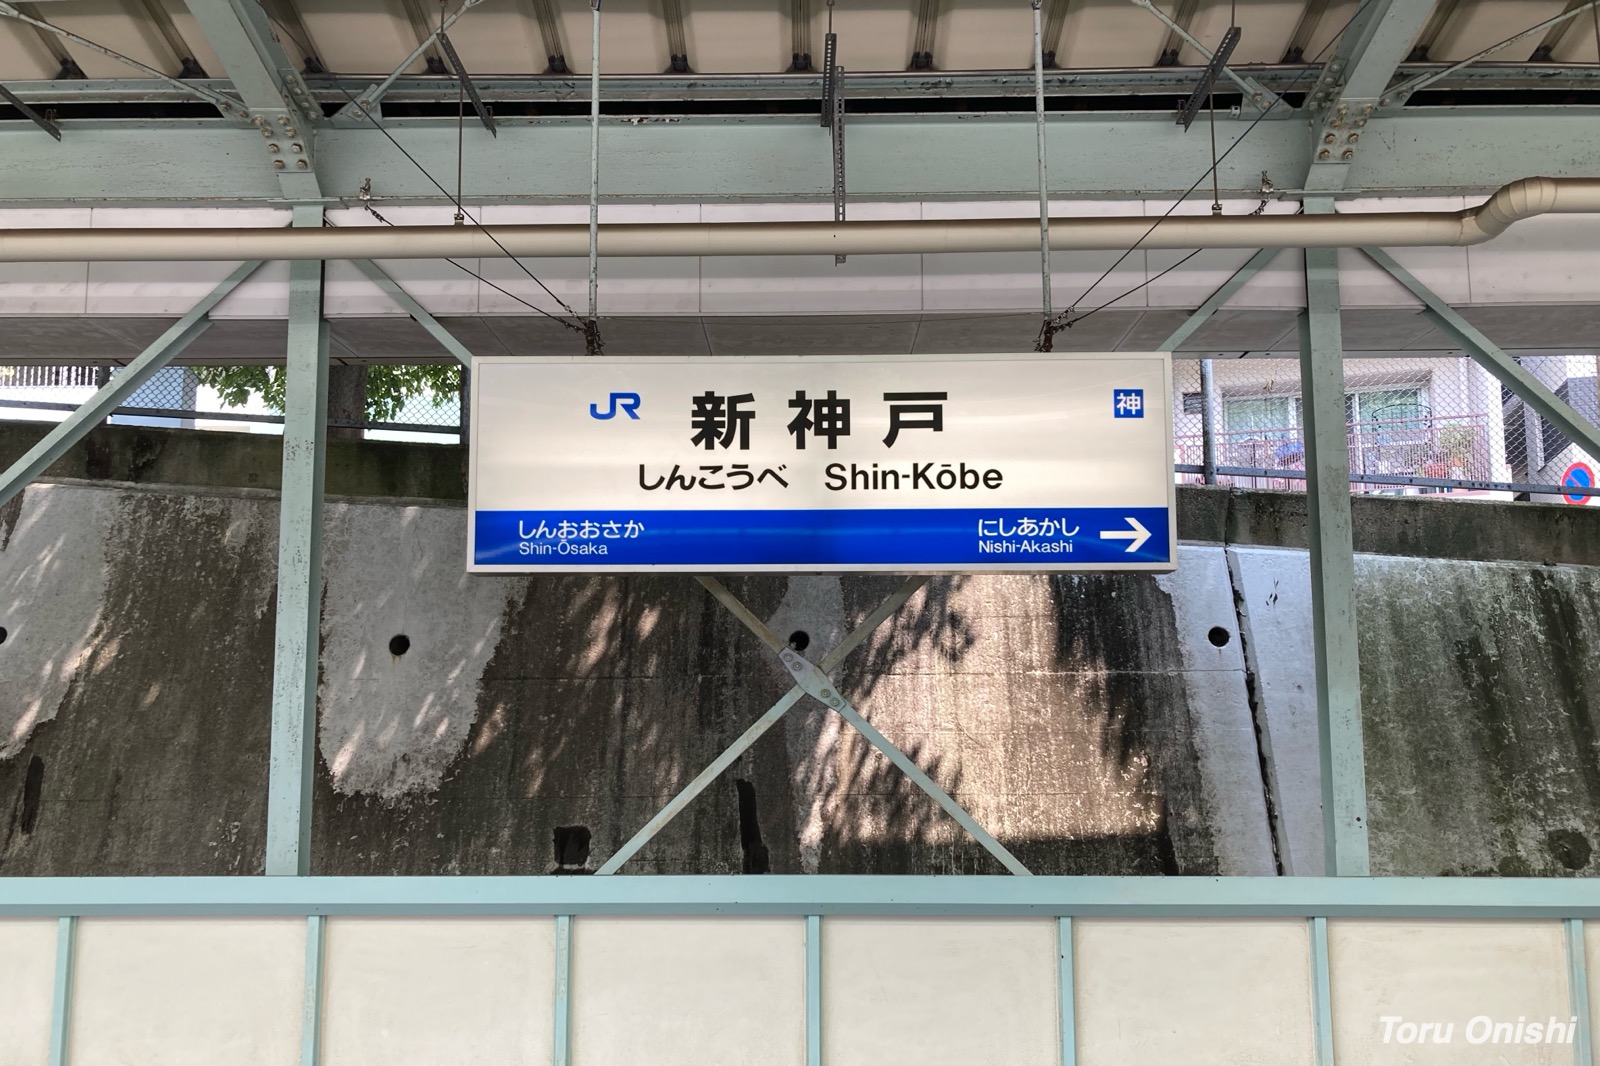 JR 新神戸 神
しんこうべ Shin-Kōbe
しんおおさか にしあかし →
Shin-Ōsaka Nishi-Akashi
Toru Onishi